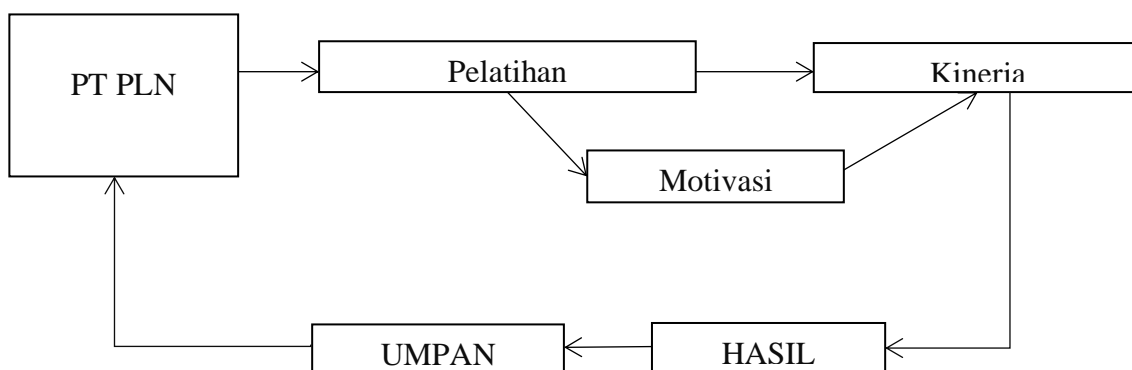 PT PLN
Pelatihan
Kinerja
Motivasi
UMPAN
HASIL